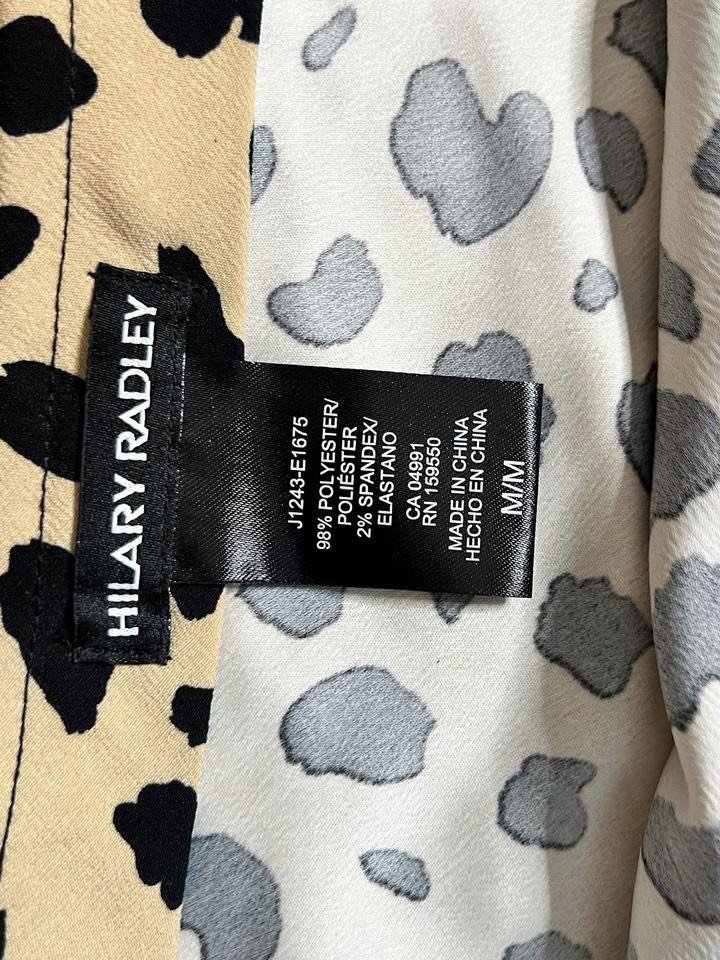 HILARY RADLEY
J1243-E1675
98% POLYESTER/
POLIÉSTER
2% SPANDEX/
ELASTANO
CA 04991
RN 159550
MADE IN CHINA
HECHO EN CHINA
M/M